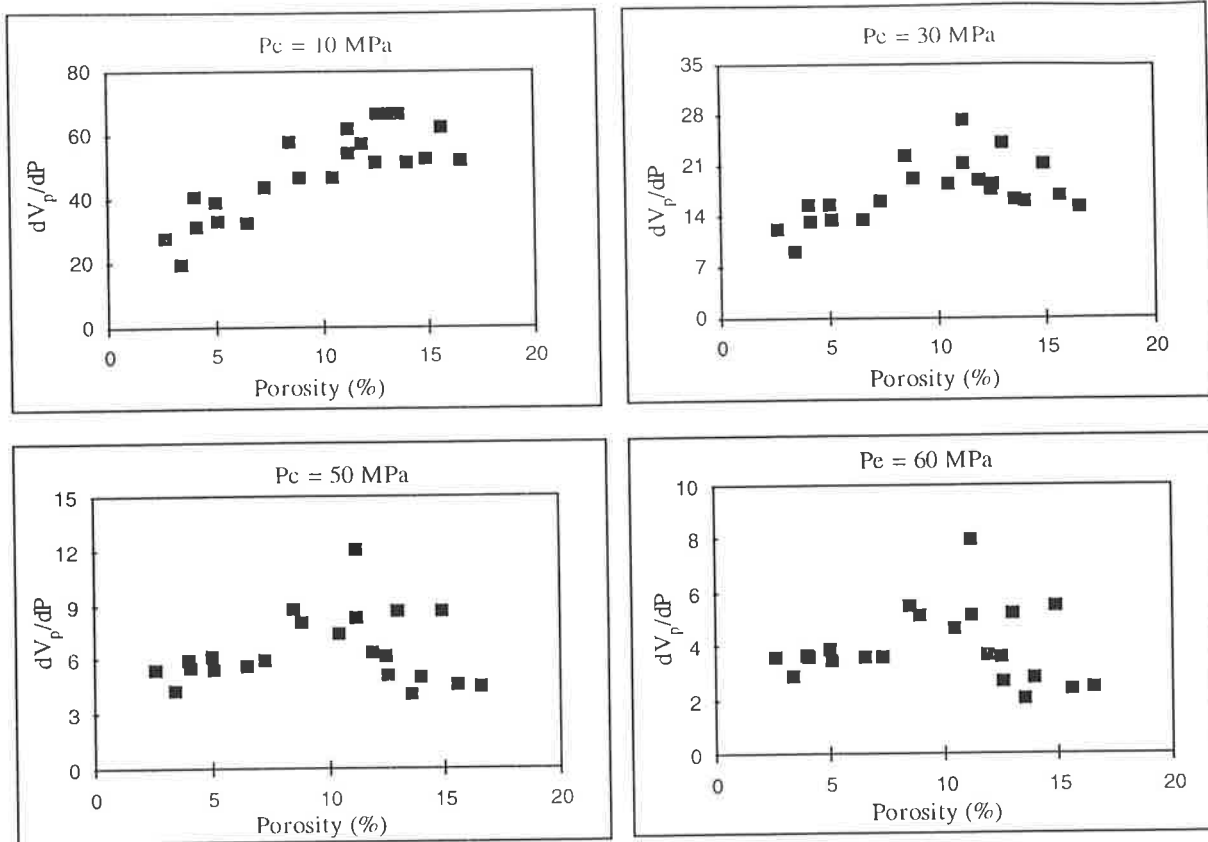 Pc = 10 MPa
80
60
40
20
0
dVp/dP
0 5 10 15 20
Porosity (%)
Pc = 30 MPa
35
28
21
14
7
0
dVp/dP
0 5 10 15 20
Porosity (%)
Pc = 50 MPa
15
12
9
6
3
0
dVp/dP
0 5 10 15 20
Porosity (%)
Pe = 60 MPa
10
8
6
4
2
0
dVp/dP
0 5 10 15 20
Porosity (%)